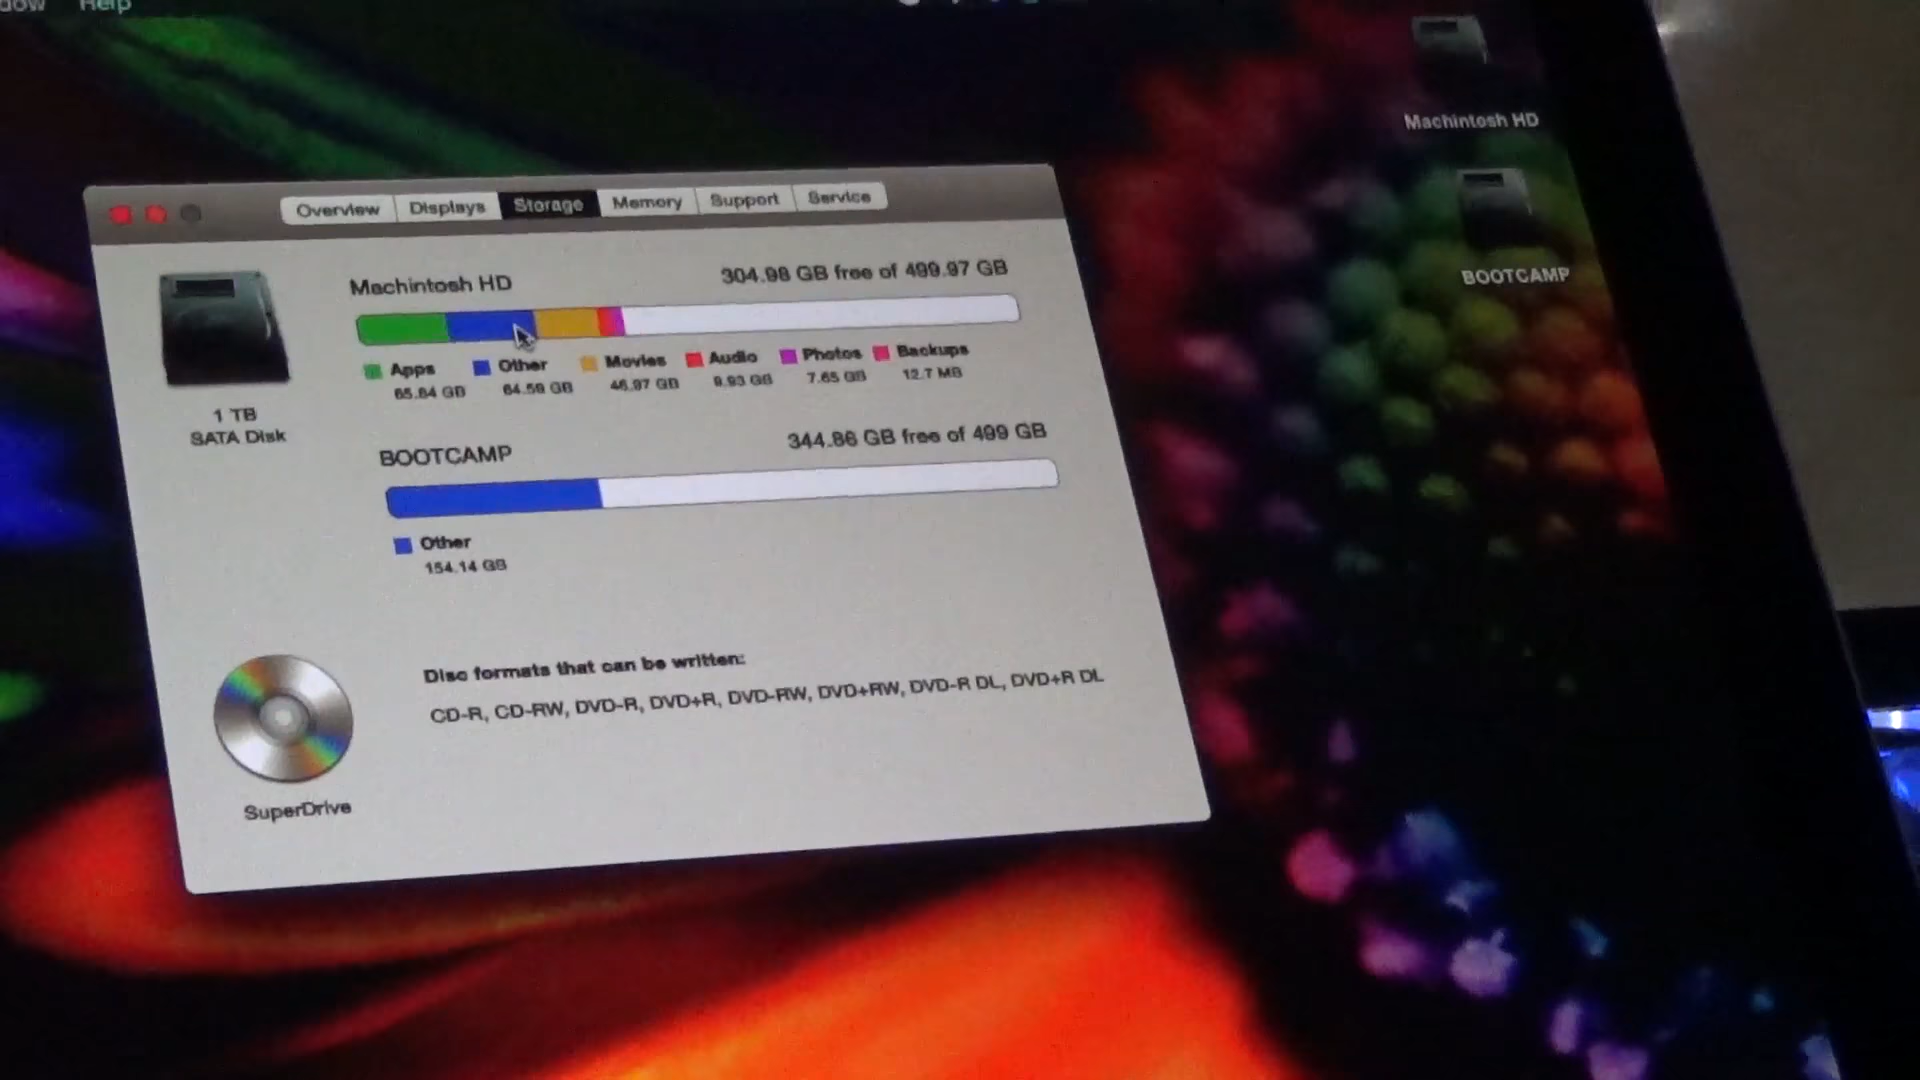 Help
Overview Displays Storage Memory Support Service
Machintosh HD 304.98 GB free of 499.97 GB
Apps Other Movies Audio Photos Backups
65.84 GB 64.59 GB 46.97 GB 9.93 GB 7.65 GB 12.7 MB
1 TB
SATA Disk
BOOTCAMP 344.86 GB free of 499 GB
Other
154.14 GB
Disc formats that can be written:
CD-R, CD-RW, DVD-R, DVD+R, DVD-RW, DVD+RW, DVD-R DL, DVD+R DL
SuperDrive
Machintosh HD
BOOTCAMP